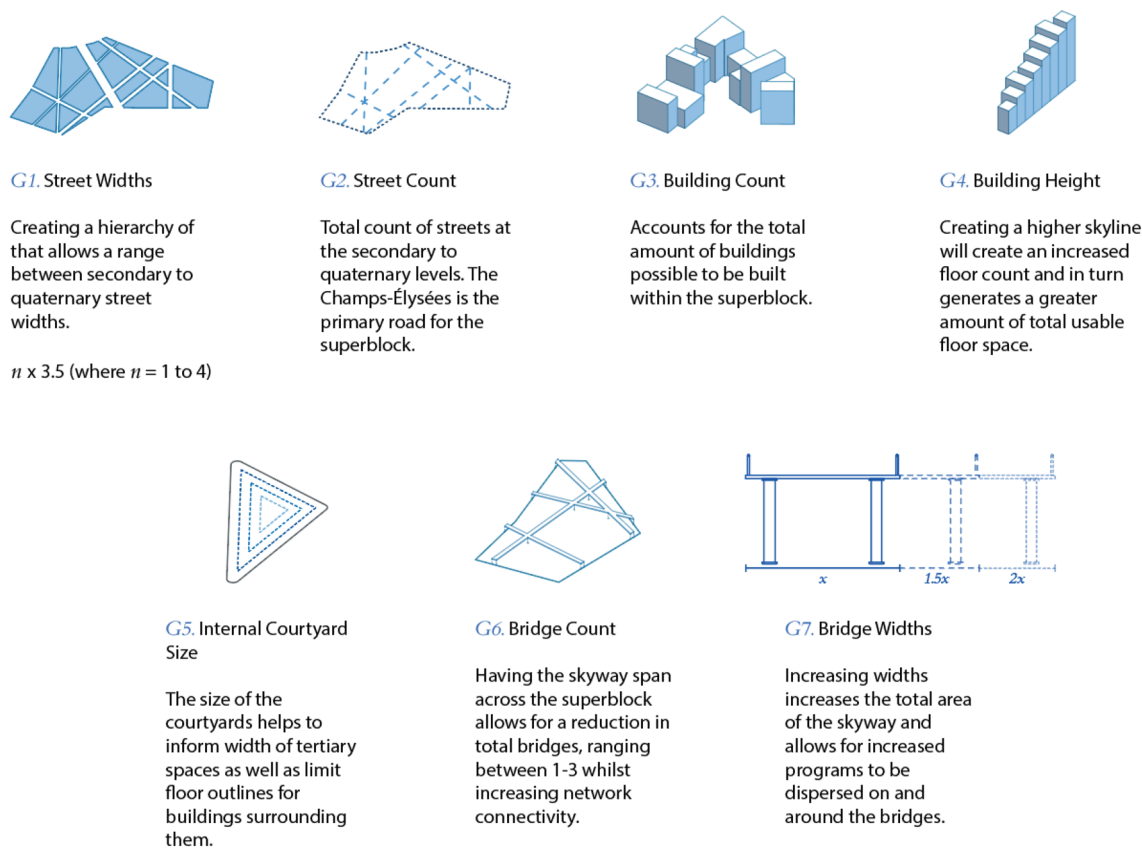 G1. Street Widths
Creating a hierarchy of
that allows a range
between secondary to
quaternary street
widths.
n x 3.5 (where n = 1 to 4)
G2. Street Count
Total count of streets at
the secondary to
quaternary levels. The
Champs-Élysées is the
primary road for the
superblock.
G3. Building Count
Accounts for the total
amount of buildings
possible to be built
within the superblock.
G4. Building Height
Creating a higher skyline
will create an increased
floor count and in turn
generates a greater
amount of total usable
floor space.
G5. Internal Courtyard
Size
The size of the
courtyards helps to
inform width of tertiary
spaces as well as limit
floor outlines for
buildings surrounding
them.
G6. Bridge Count
Having the skyway span
across the superblock
allows for a reduction in
total bridges, ranging
between 1-3 whilst
increasing network
connectivity.
x
1.5x
2x
G7. Bridge Widths
Increasing widths
increases the total area
of the skyway and
allows for increased
programs to be
dispersed on and
around the bridges.